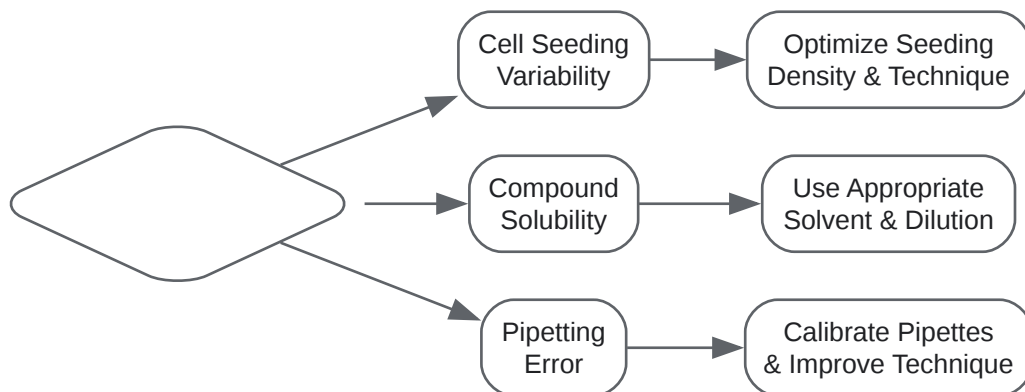 Cell Seeding
Variability
Optimize Seeding
Density & Technique
Compound
Solubility
Use Appropriate
Solvent & Dilution
Pipetting
Error
Calibrate Pipettes
& Improve Technique